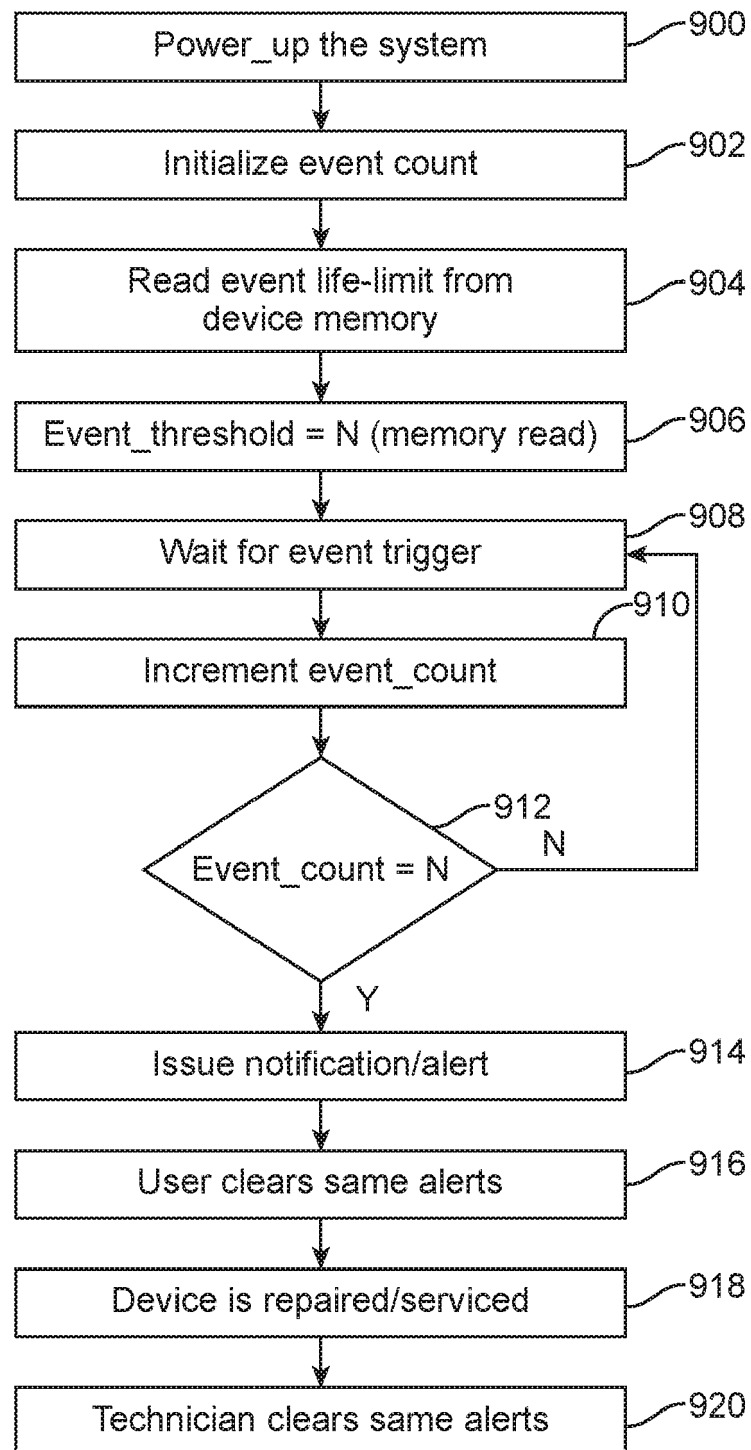 Power_up the system
900
Initialize event count
902
Read event life-limit from
device memory
904
Event_threshold = N (memory read)
906
908
Wait for event trigger
910
Increment event_count
912
Event_count = N
N
Y
Issue notification/alert
914
User clears same alerts
916
Device is repaired/serviced
918
Technician clears same alerts
920